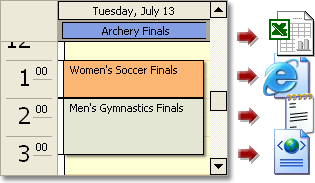 Tuesday, July 13
Archery Finals
12
1 00
Women's Soccer Finals
2 00
Men's Gymnastics Finals
3 00